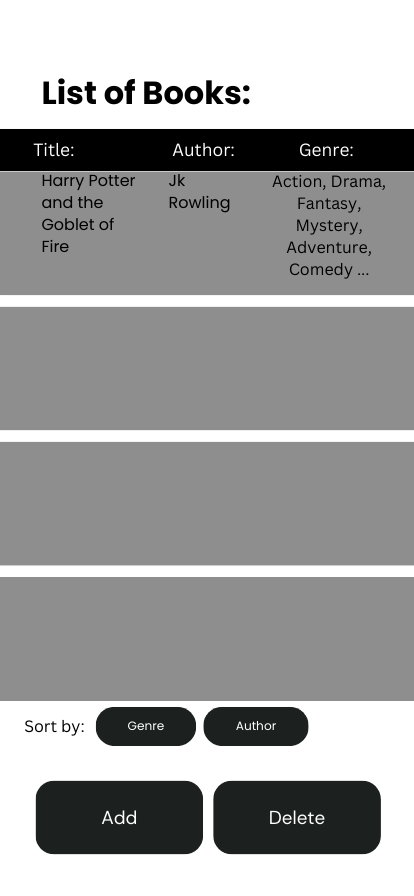 List of Books:
Title: Author: Genre:
Harry Potter
and the
Goblet of
Fire
Jk
Rowling
Action, Drama,
Fantasy,
Mystery,
Adventure,
Comedy ...
Sort by: Genre Author
Add Delete